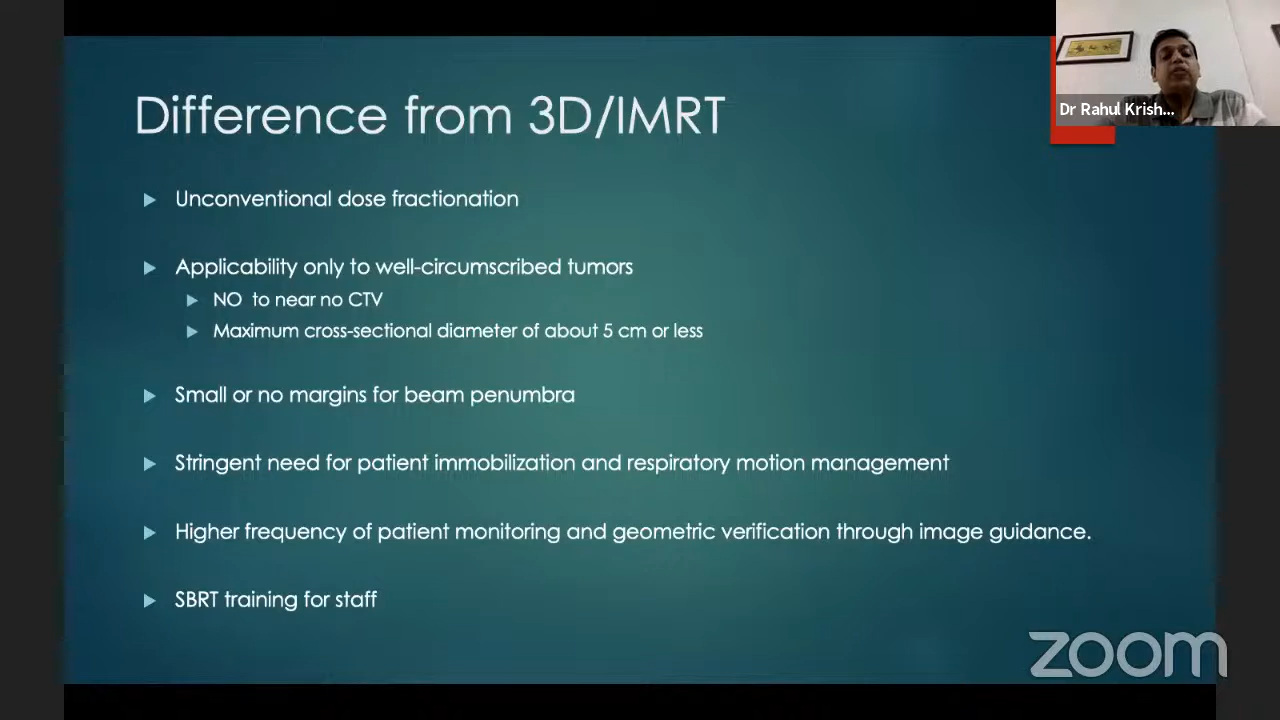 Difference from 3D/IMRT
Dr Rahul Krish...
Unconventional dose fractionation
Applicability only to well-circumscribed tumors
NO to near no CTV
Maximum cross-sectional diameter of about 5 cm or less
Small or no margins for beam penumbra
Stringent need for patient immobilization and respiratory motion management
Higher frequency of patient monitoring and geometric verification through image guidance.
SBRT training for staff
zoom